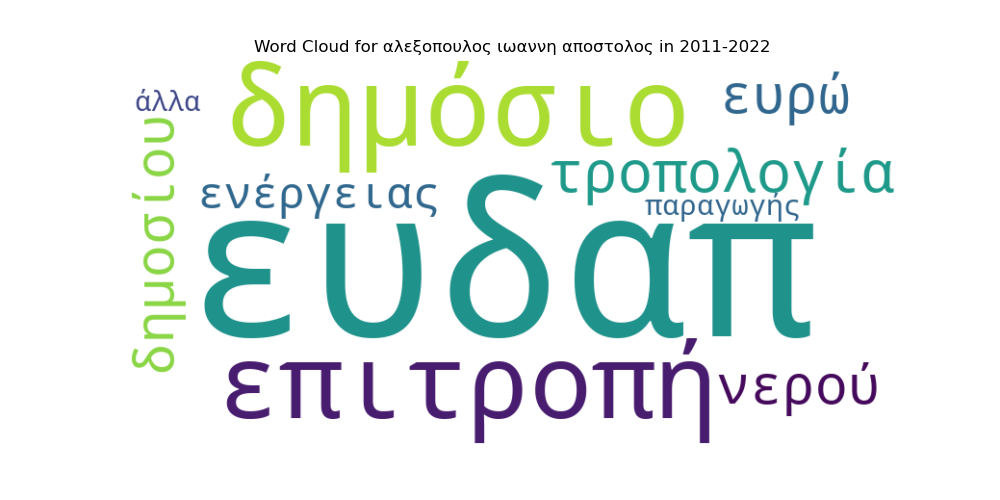 Word Cloud for αλεξοπουλος ιωαννη αποστολος in 2011-2022
άλλα
δημόσιο
ευρώ
δημοσίου
ενέργειας
τροπολογία
παραγωγής
ευδαπ
επιτροπή
νερού